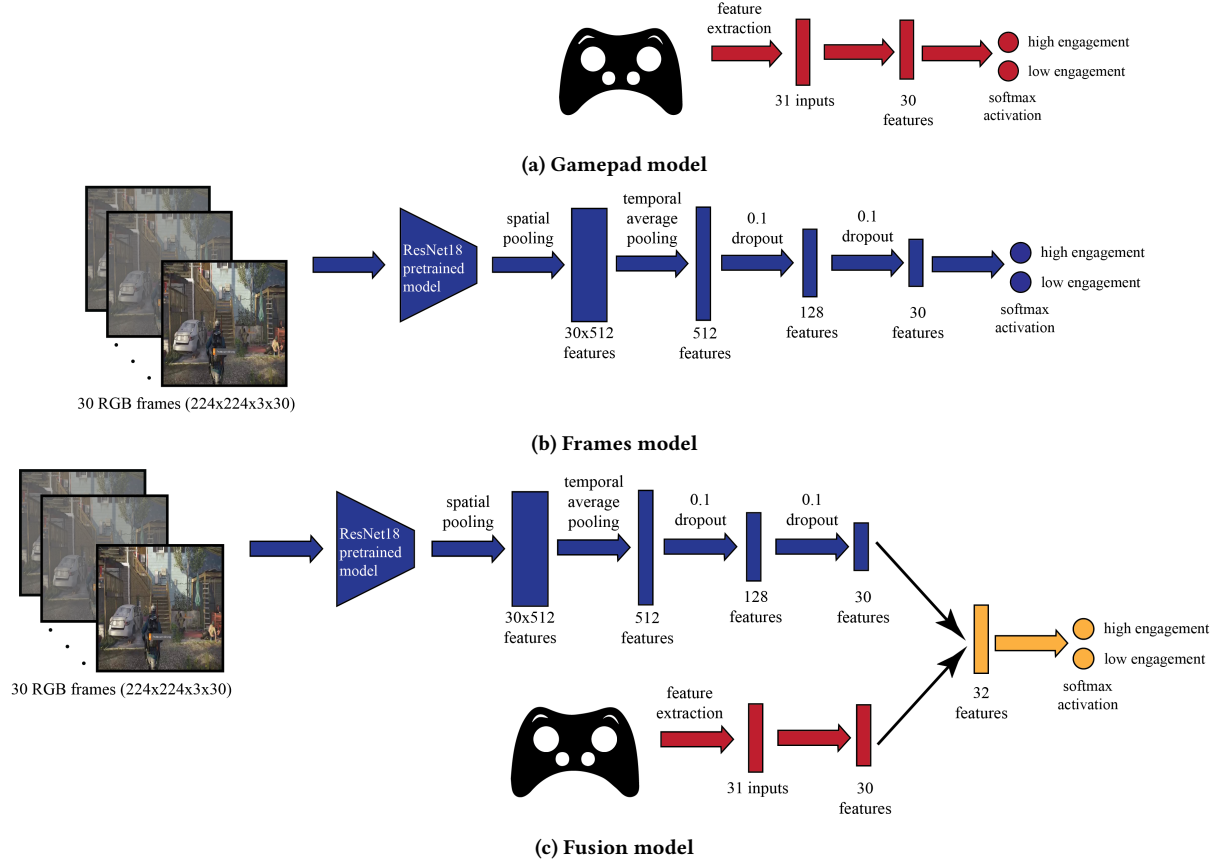 feature
extraction
31 inputs
30
features
high engagement
low engagement
softmax
activation
(a) Gamepad model
30 RGB frames (224x224x3x30)
ResNet18
pretrained
model
spatial
pooling
30x512
features
temporal
average
pooling
512
features
0.1
dropout
128
features
0.1
dropout
30
features
high engagement
low engagement
softmax
activation
(b) Frames model
30 RGB frames (224x224x3x30)
ResNet18
pretrained
model
spatial
pooling
30x512
features
temporal
average
pooling
512
features
0.1
dropout
128
features
0.1
dropout
30
features
feature
extraction
31 inputs
30
features
32
features
high engagement
low engagement
softmax
activation
(c) Fusion model